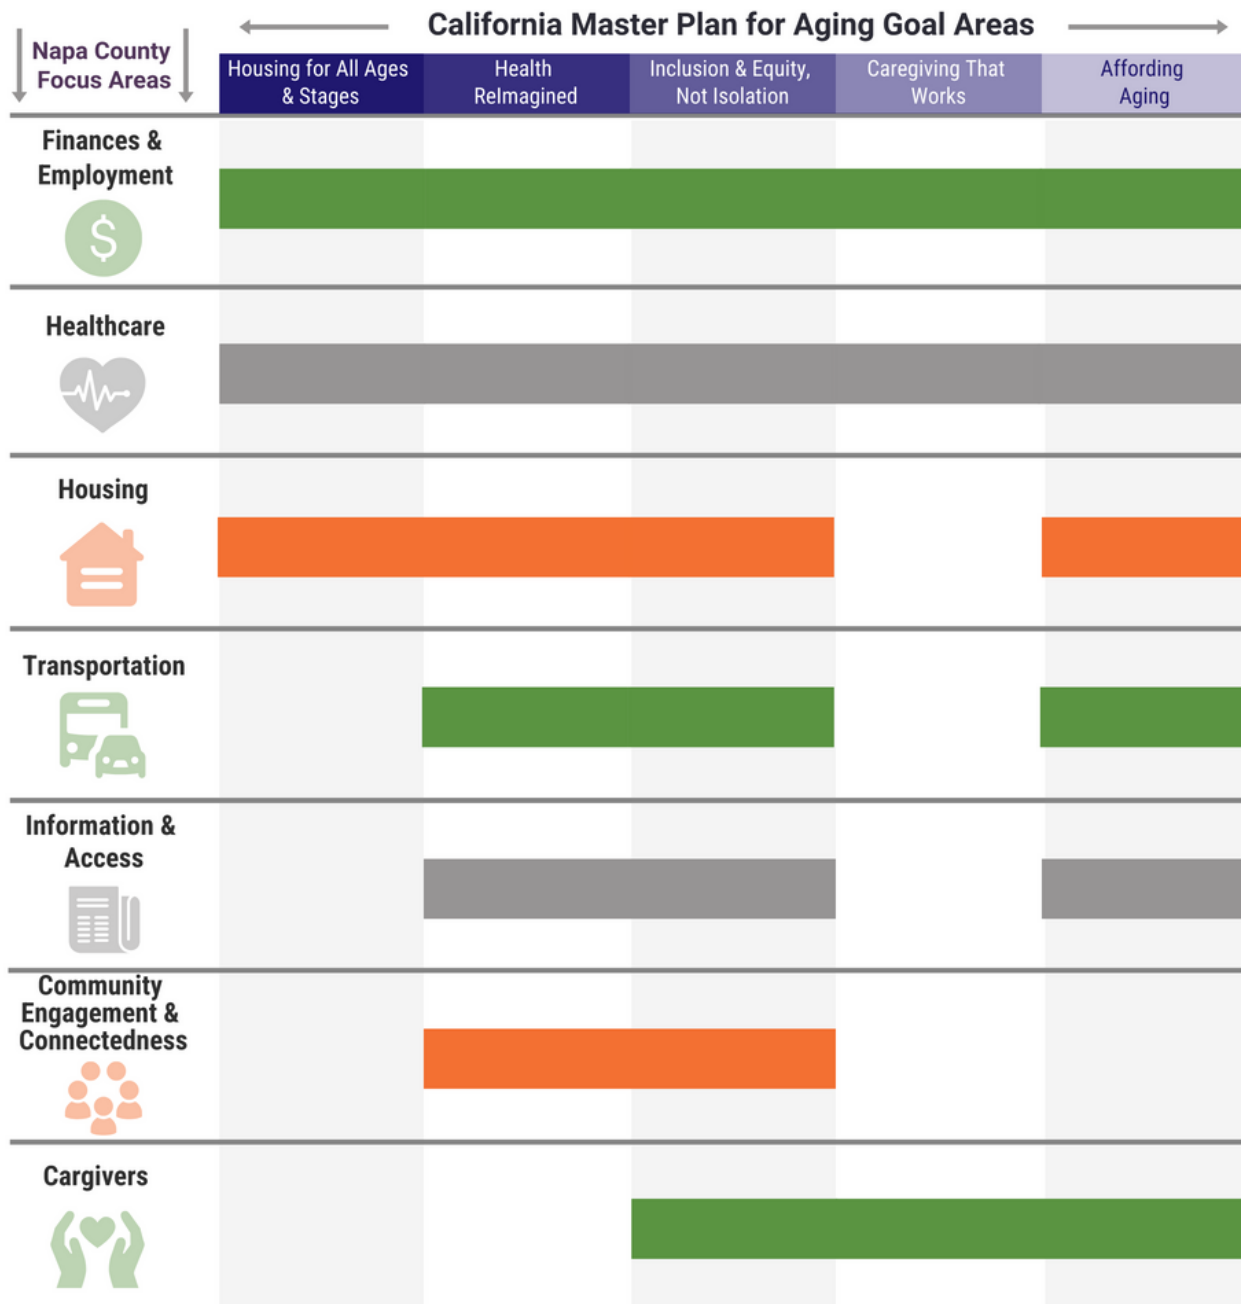 California Master Plan for Aging Goal Areas
Napa County
Focus Areas
Housing for All Ages
& Stages
Health
ReImagined
Inclusion & Equity,
Not Isolation
Caregiving That
Works
Affording
Aging
Finances &
Employment
$
Healthcare
Housing
Transportation
Information &
Access
Community
Engagement &
Connectedness
Cargivers